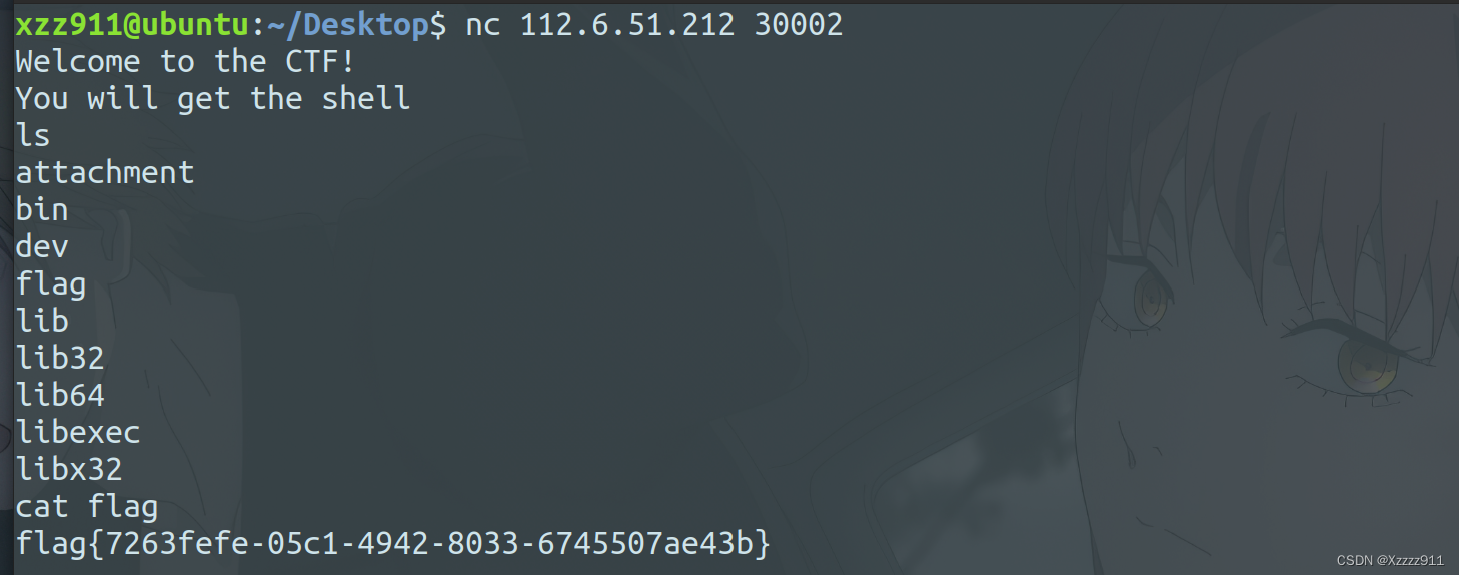 xzz911@ubuntu:~/Desktop$ nc 112.6.51.212 30002
Welcome to the CTF!
You will get the shell
ls
attachment
bin
dev
flag
lib
lib32
lib64
libexec
libx32
cat flag
flag{7263fefe-05c1-4942-8033-6745507ae43b}
CSDN @Xzzzz911